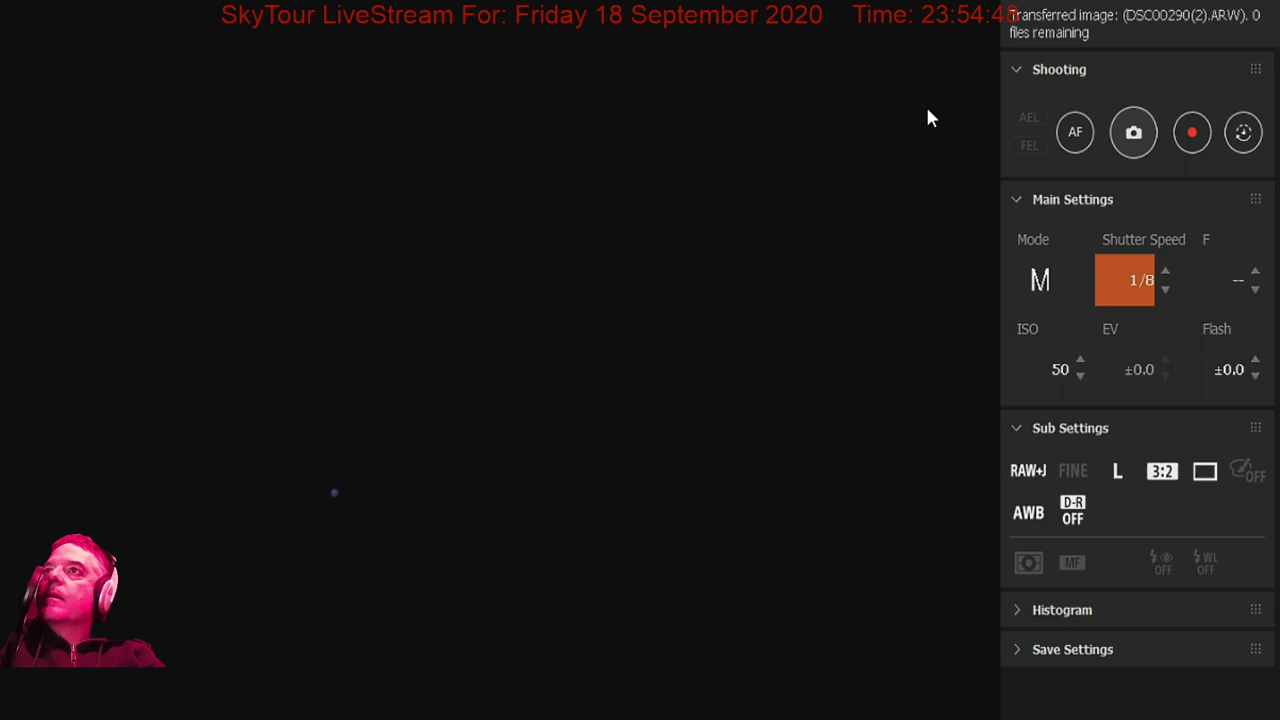 SkyTour LiveStream For: Friday 18 September 2020 Time: 23:54:48
Transferred image: (DSC00290(2).ARW). 0
files remaining
Shooting
AEL
FEL
AF
Main Settings
Mode Shutter Speed F
M 1/8 --
ISO EV Flash
50 ±0.0 ±0.0
Sub Settings
RAW+J FINE L 3:2 OFF
AWB D-R OFF
MF OFF WL OFF
Histogram
Save Settings